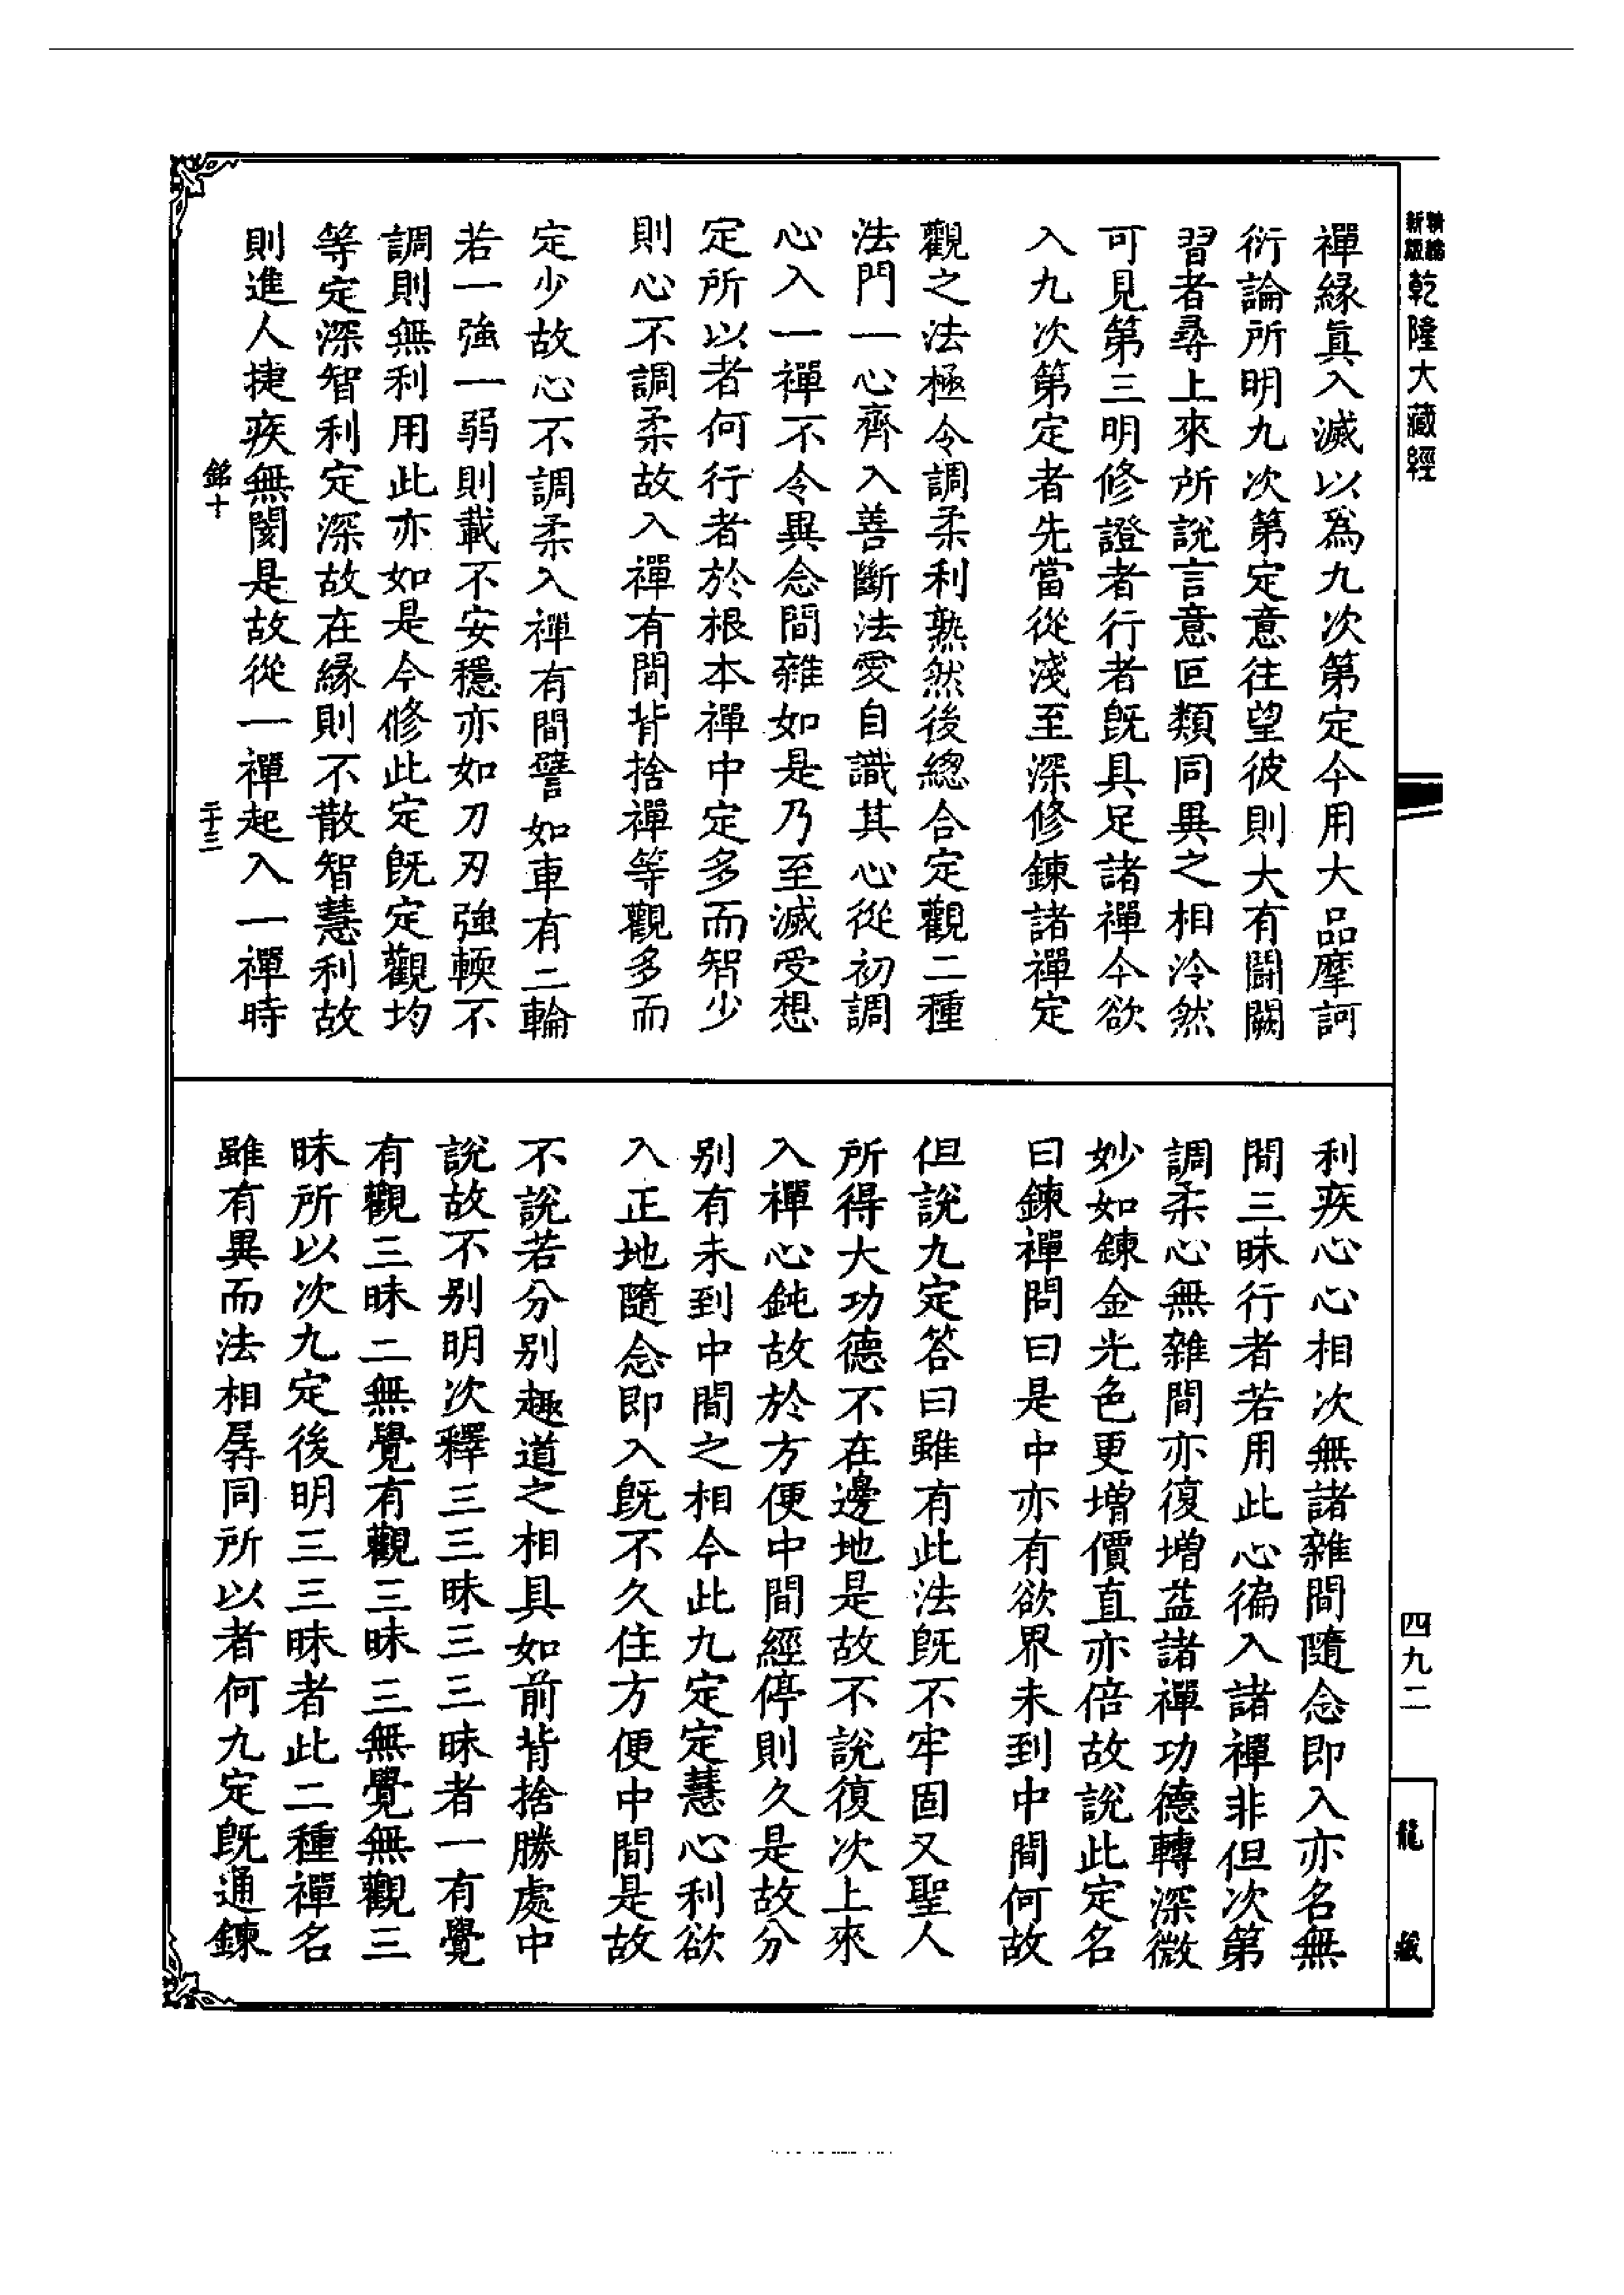 新編
新版
乾隆大藏經
禪緣眞入滅以爲九次第定今用大品摩訶
衍論所明九次第定意往望彼則大有鬪闕
習者尋上來所說言意叵類同異之相泠然
可見第三明修證者行者旣具足諸禪今欲
入九次第定者先當從淺至深修鍊諸禪定
觀之法極令調柔利熟然後總合定觀二種
法門一心齊入善斷法愛自識其心從初調
心入一禪不令異念間雜如是乃至滅受想
定所以者何行者於根本禪中定多而智少
則心不調柔故入禪有間背捨禪等觀多而
定少故心不調柔入禪有間譬如車有二輪
若一強一弱則載不安穩亦如刀刃強輭不
調則無利用此亦如是今修此定旣定觀均
等定深智利定深故在緣則不散智慧利故
則進人捷疾無閡是故從一禪起入一禪時
銘十
二十三
利疾心心相次無諸雜間隨念即入亦名無
間三昧行者若用此心徧入諸禪非但次第
調柔心無雜間亦復增益諸禪功德轉深微
妙如鍊金光色更增價直亦倍故說此定名
曰鍊禪問曰是中亦有欲界未到中間何故
但說九定答曰雖有此法旣不牢固又聖人
所得大功德不在邊地是故不說復次上來
入禪心鈍故於方便中間經停則久是故分
別有未到中間之相今此九定定慧心利欲
入正地隨念即入旣不久住方便中間是故
不說若分別趣道之相具如前背捨勝處中
說故不別明次釋三三昧三三昧者一有覺
有觀三昧二無覺有觀三昧三無覺無觀三
昧所以次九定後明三三昧者此二種禪名
雖有異而法相孱同所以者何九定旣通鍊
四九二
龍藏